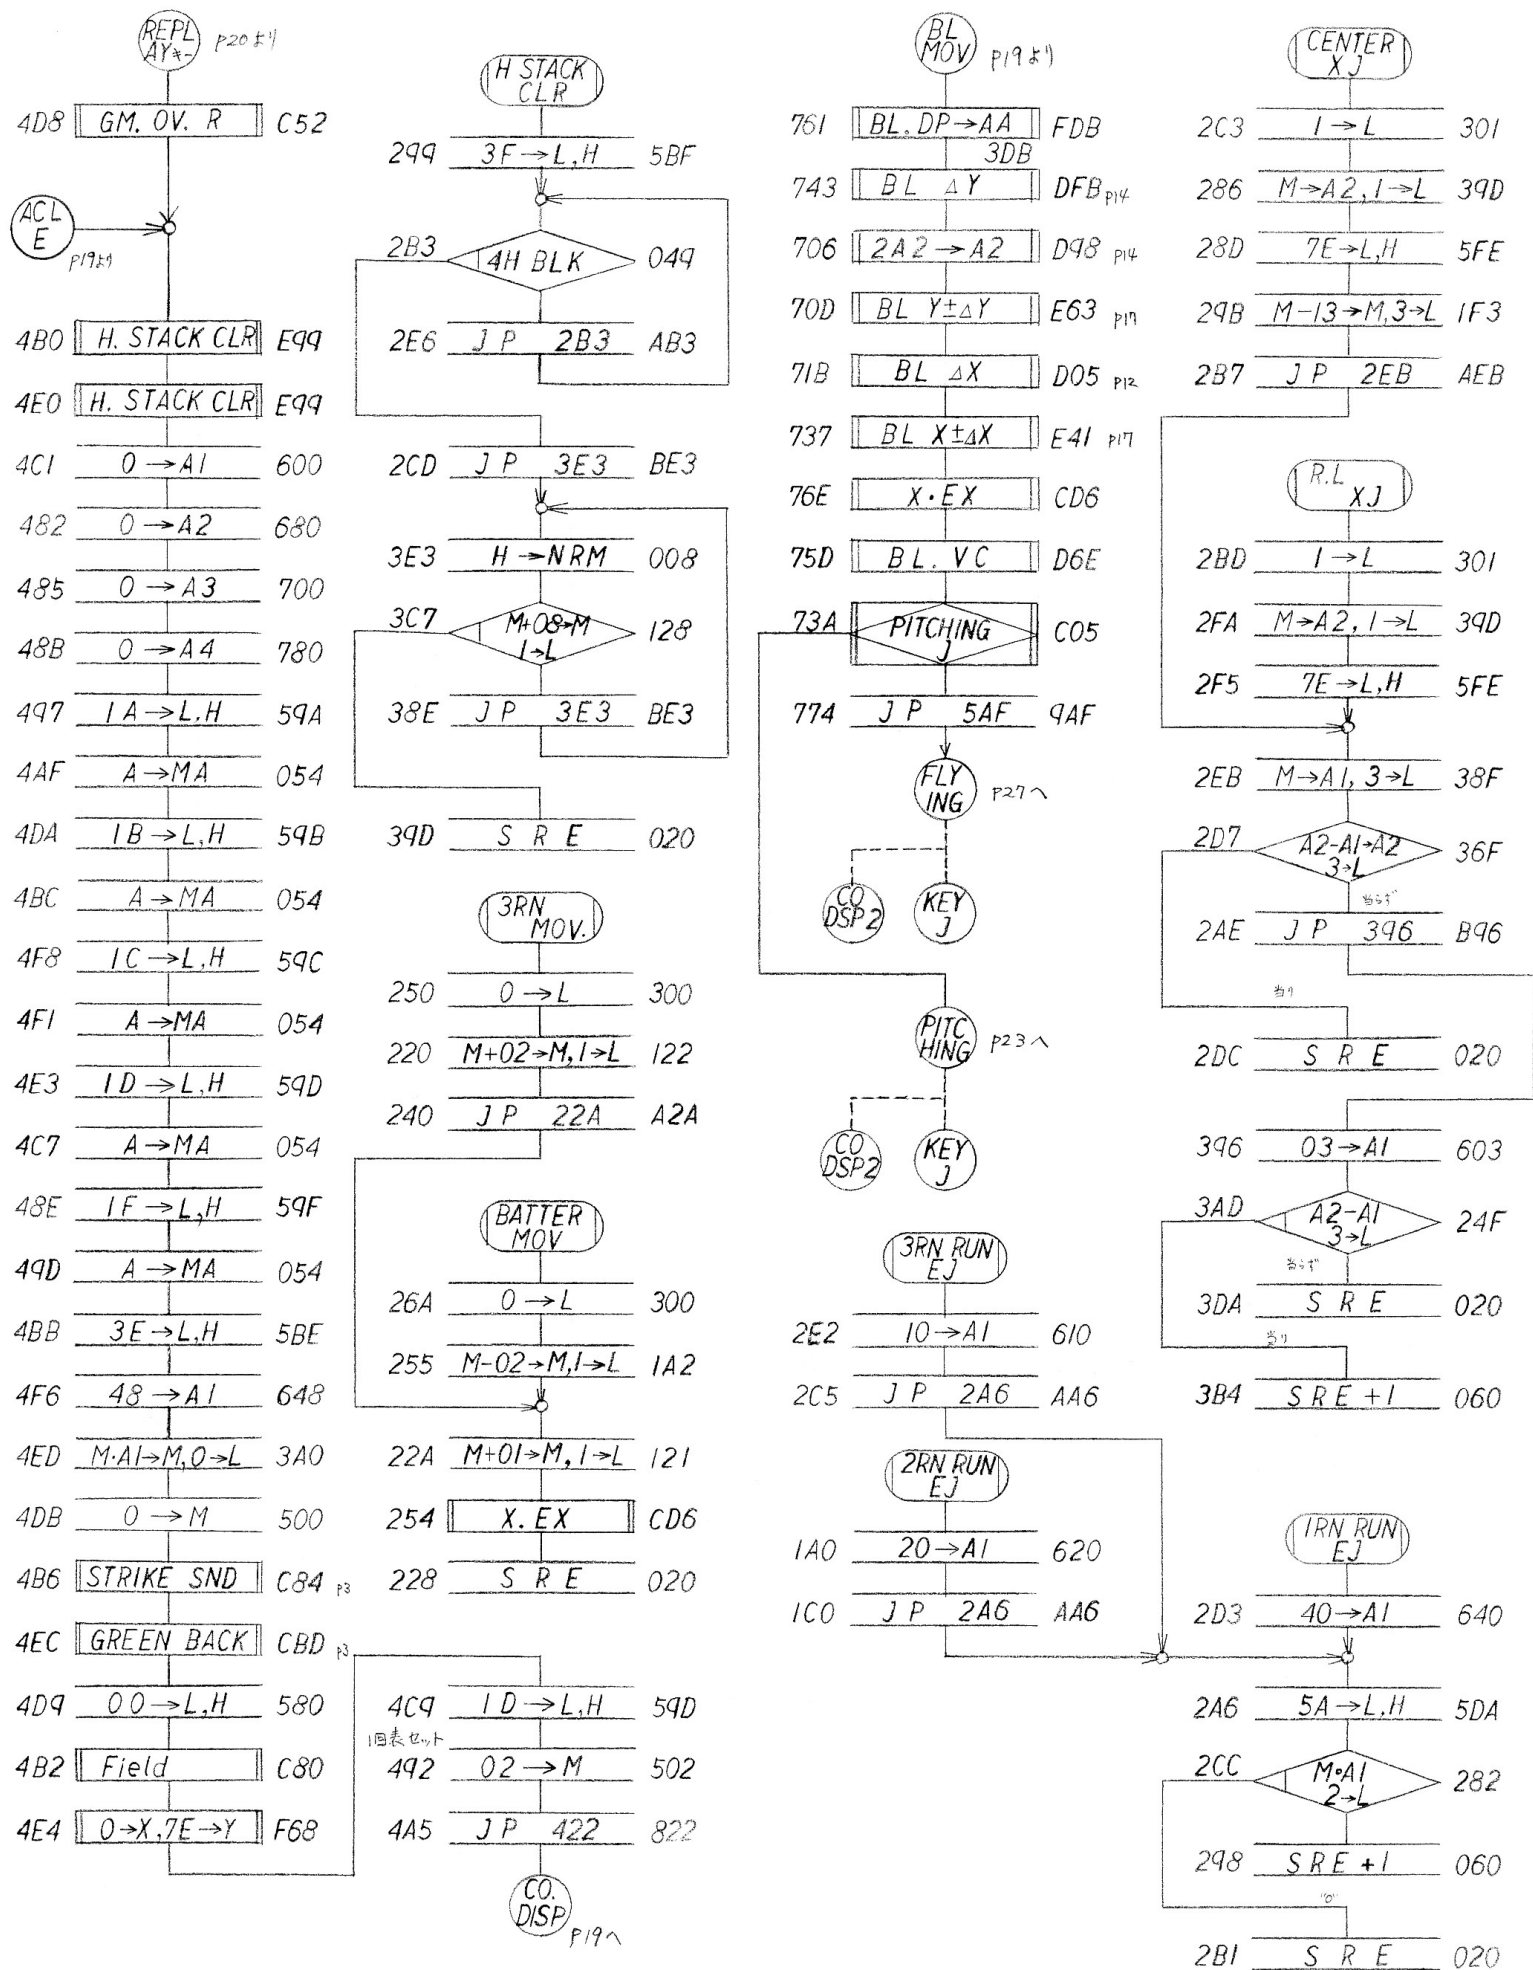 REPL
AYキー
P20より
4D8 GM. OV. R C52
ACL
E
P19より
4B0 H. STACK CLR E99
4E0 H. STACK CLR E99
4C1 0→A1 600
482 0→A2 680
485 0→A3 700
48B 0→A4 780
497 1A→L.H 59A
4AF A→MA 054
4DA 1B→L,H 59B
4BC A→MA 054
4F8 1C→L,H 59C
4F1 A→MA 054
4E3 1D→L,H 59D
4C7 A→MA 054
48E 1F→L,H 59F
49D A→MA 054
4BB 3E→L,H 5BE
4F6 48→A1 648
4ED M·A1→M,0→L 3A0
4DB 0→M 500
4B6 STRIKE SND C84 P3
4EC GREEN BACK CBD P3
4D9 00→L,H 580
4B2 Field C80
4E4 0→X,7E→Y F68
H STACK
CLR
299 3F→L,H 5BF
2B3 4H BLK 049
2E6 JP 2B3 AB3
2CD JP 3E3 BE3
3E3 H→NRM 008
3C7 M+08→M
1→L 128
38E JP 3E3 BE3
39D SRE 020
3RN
MOV.
250 0→L 300
220 M+02→M,1→L 122
240 JP 22A A2A
BATTER
MOV
26A 0→L 300
255 M-02→M,1→L 1A2
22A M+01→M,1→L 121
254 X.EX CD6
228 SRE 020
4C9 1D→L,H 59D
1回表セット
492 02→M 502
4A5 JP 422 822
CO.
DISP
P19へ
BL
MOV
P19より
761 BL.DP→AA FDB
3DB
743 BL △Y DFB P14
706 2A2→A2 D98 P14
70D BL Y±△Y E63 P17
71B BL △X D05 P12
737 BL X±△X E41 P17
76E X·EX CD6
75D BL.VC D6E
73A PITCHING
J C05
774 JP 5AF 9AF
FLY
ING
P27へ
CO
DSP2
KEY
J
PITC
HING
P23へ
CO
DSP2
KEY
J
3RN RUN
EJ
2E2 10→A1 610
2C5 JP 2A6 AA6
2RN RUN
EJ
1A0 20→A1 620
1C0 JP 2A6 AA6
CENTER
XJ
2C3 1→L 301
286 M→A2,1→L 39D
28D 7E→L,H 5FE
29B M-13→M,3→L 1F3
2B7 JP 2EB AEB
R.L
XJ
2BD 1→L 301
2FA M→A2,1→L 39D
2F5 7E→L,H 5FE
2EB M→A1,3→L 38F
2D7 A2-A1→A2
3→L 36F
当らず
2AE JP 396 B96
当り
2DC SRE 020
396 03→A1 603
3AD A2-A1
3→L 24F
当らず
3DA SRE 020
当り
3B4 SRE+1 060
1RN RUN
EJ
2D3 40→A1 640
2A6 5A→L.H 5DA
2CC M·A1
2→L 282
298 SRE+1 060
"0"
2B1 SRE 020